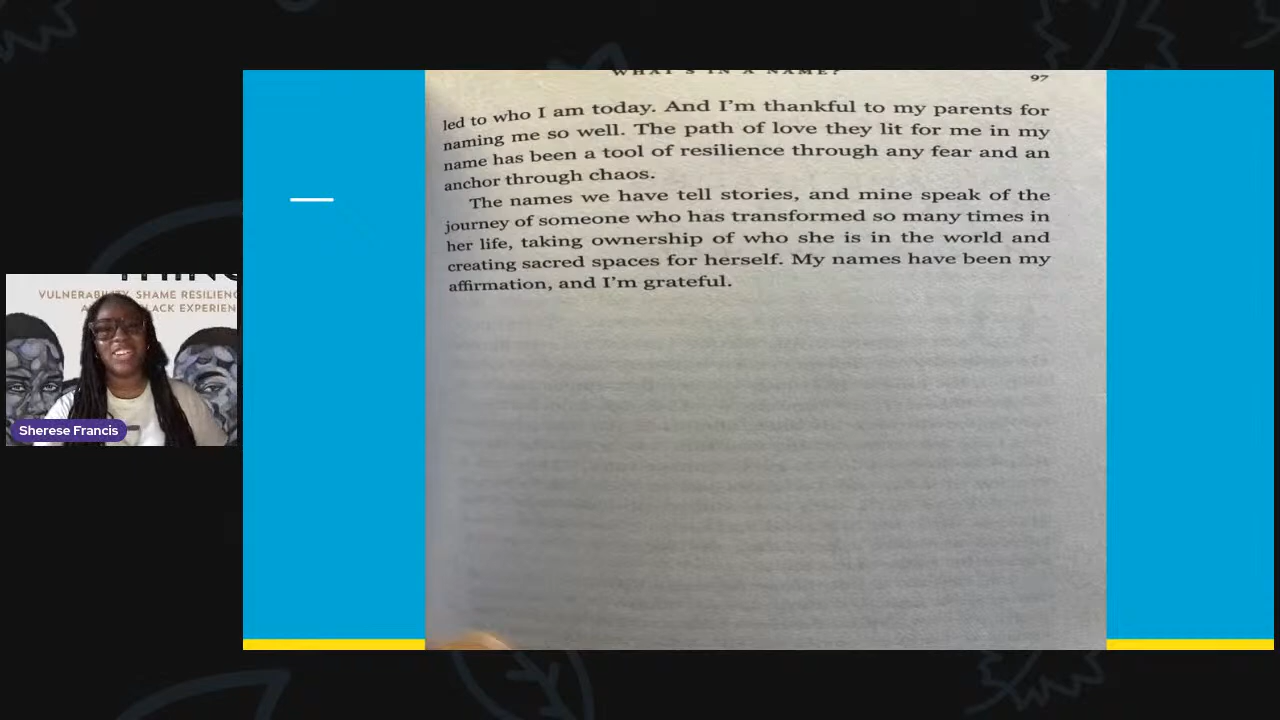 WHAT'S IN A NAME?
97
led to who I am today. And I'm thankful to my parents for
naming me so well. The path of love they lit for me in my
name has been a tool of resilience through any fear and an
anchor through chaos.
The names we have tell stories, and mine speak of the
journey of someone who has transformed so many times in
her life, taking ownership of who she is in the world and
creating sacred spaces for herself. My names have been my
affirmation, and I'm grateful.
VULNERABILITY, SHAME RESILIENC
LACK EXPERIEN
Sherese Francis